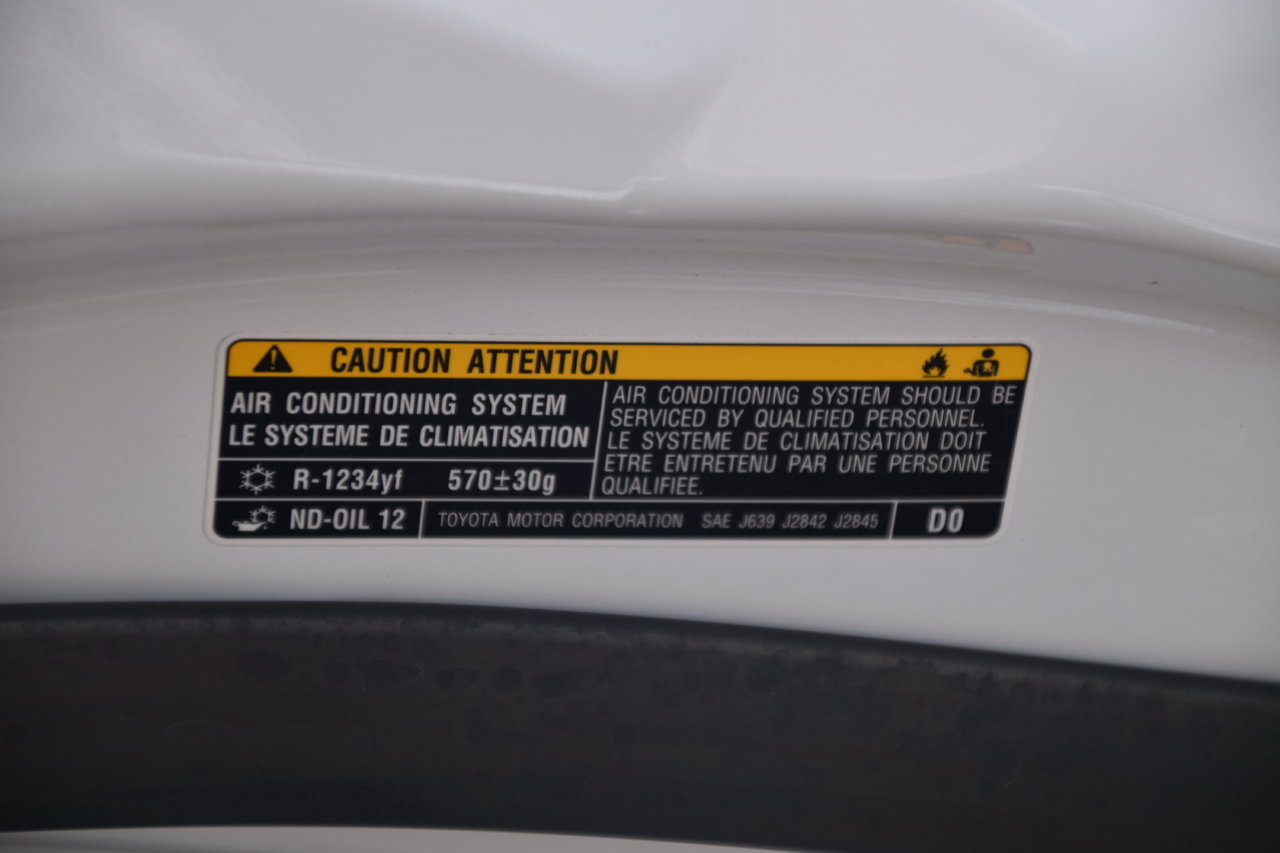 CAUTION ATTENTION
AIR CONDITIONING SYSTEM
LE SYSTEME DE CLIMATISATION
R-1234yf 570±30g
AIR CONDITIONING SYSTEM SHOULD BE
SERVICED BY QUALIFIED PERSONNEL.
LE SYSTEME DE CLIMATISATION DOIT
ETRE ENTRETENU PAR UNE PERSONNE
QUALIFIEE.
ND-OIL 12 TOYOTA MOTOR CORPORATION SAE J639 J2842 J2845 D0